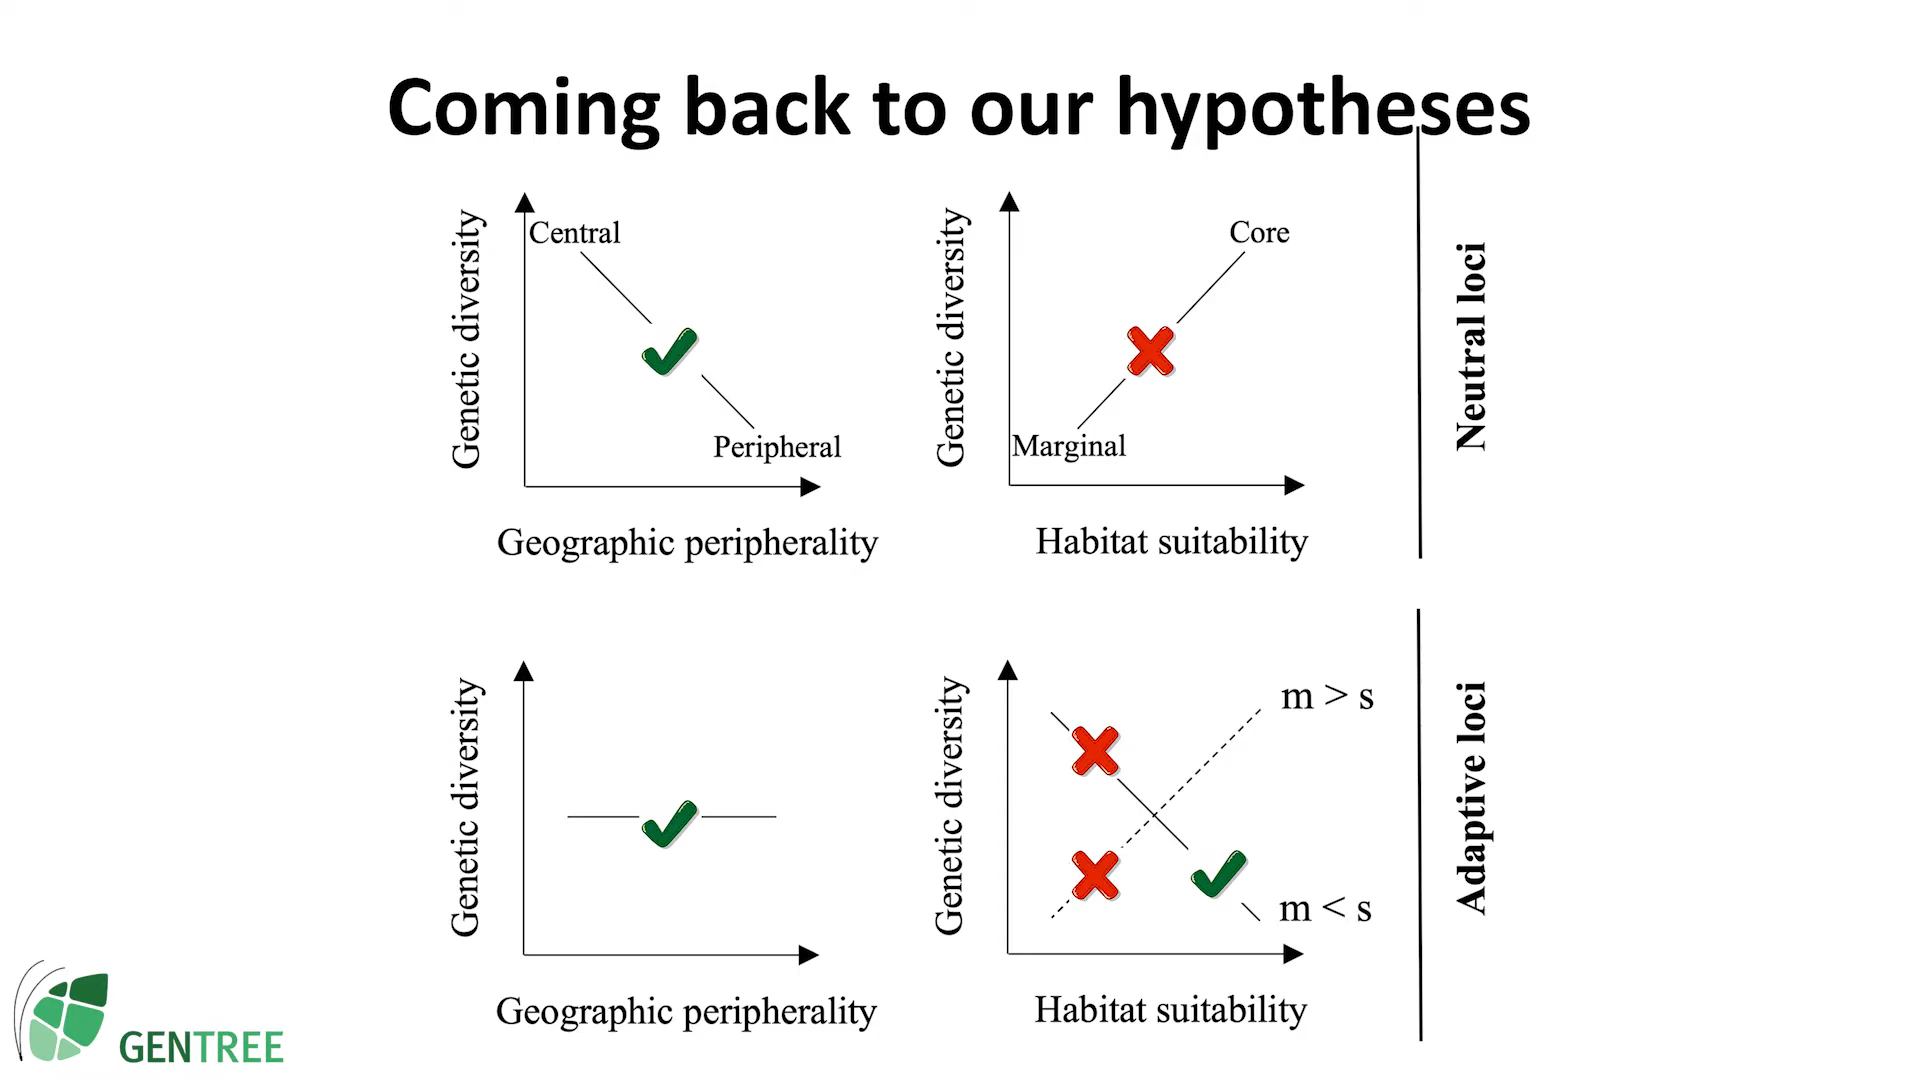 Coming back to our hypotheses
Genetic diversity
Central
Peripheral
Geographic peripherality
Genetic diversity
Core
Marginal
Habitat suitability
Neutral loci
Genetic diversity
Geographic peripherality
Genetic diversity
m > s
m < s
Habitat suitability
Adaptive loci
GENTREE